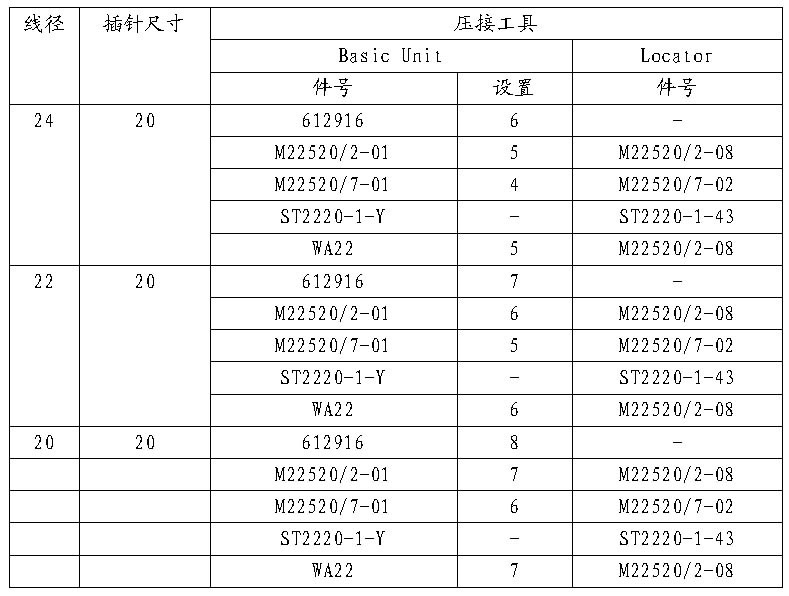 线径 插针尺寸 压接工具
Basic Unit Locator
件号 设置 件号
24 20 612916 6 -
M22520/2-01 5 M22520/2-08
M22520/7-01 4 M22520/7-02
ST2220-1-Y - ST2220-1-43
WA22 5 M22520/2-08
22 20 612916 7 -
M22520/2-01 6 M22520/2-08
M22520/7-01 5 M22520/7-02
ST2220-1-Y - ST2220-1-43
WA22 6 M22520/2-08
20 20 612916 8 -
M22520/2-01 7 M22520/2-08
M22520/7-01 6 M22520/7-02
ST2220-1-Y - ST2220-1-43
WA22 7 M22520/2-08